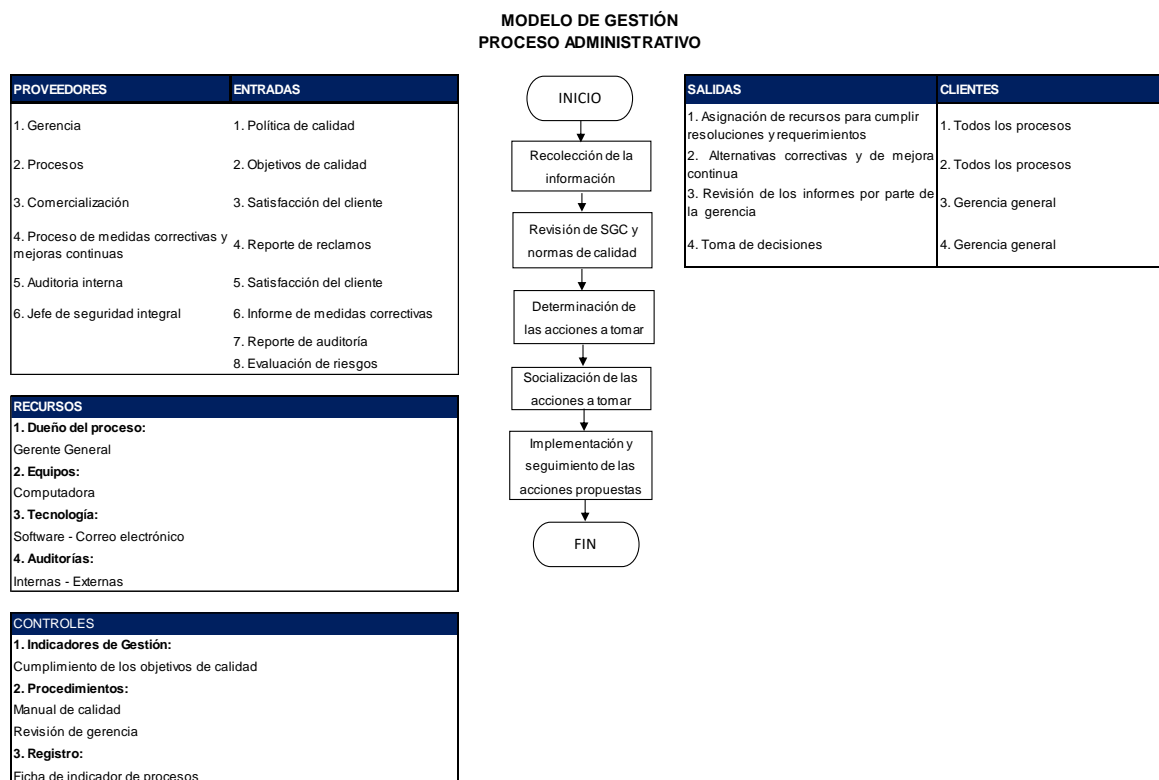 MODELO DE GESTIÓN
PROCESO ADMINISTRATIVO
PROVEEDORES ENTRADAS
1. Gerencia 1. Política de calidad
2. Procesos 2. Objetivos de calidad
3. Comercialización 3. Satisfacción del cliente
4. Proceso de medidas correctivas y
mejoras continuas 4. Reporte de reclamos
5. Auditoria interna 5. Satisfacción del cliente
6. Jefe de seguridad integral 6. Informe de medidas correctivas
7. Reporte de auditoría
8. Evaluación de riesgos
RECURSOS
1. Dueño del proceso:
Gerente General
2. Equipos:
Computadora
3. Tecnología:
Software - Correo electrónico
4. Auditorías:
Internas - Externas
CONTROLES
1. Indicadores de Gestión:
Cumplimiento de los objetivos de calidad
2. Procedimientos:
Manual de calidad
Revisión de gerencia
3. Registro:
Ficha de indicador de procesos
INICIO
Recolección de la
información
Revisión de SGC y
normas de calidad
Determinación de
las acciones a tomar
Socialización de las
acciones a tomar
Implementación y
seguimiento de las
acciones propuestas
FIN
SALIDAS CLIENTES
1. Asignación de recursos para cumplir
resoluciones y requerimientos 1. Todos los procesos
2. Alternativas correctivas y de mejora
continua 2. Todos los procesos
3. Revisión de los informes por parte de
la gerencia 3. Gerencia general
4. Toma de decisiones 4. Gerencia general